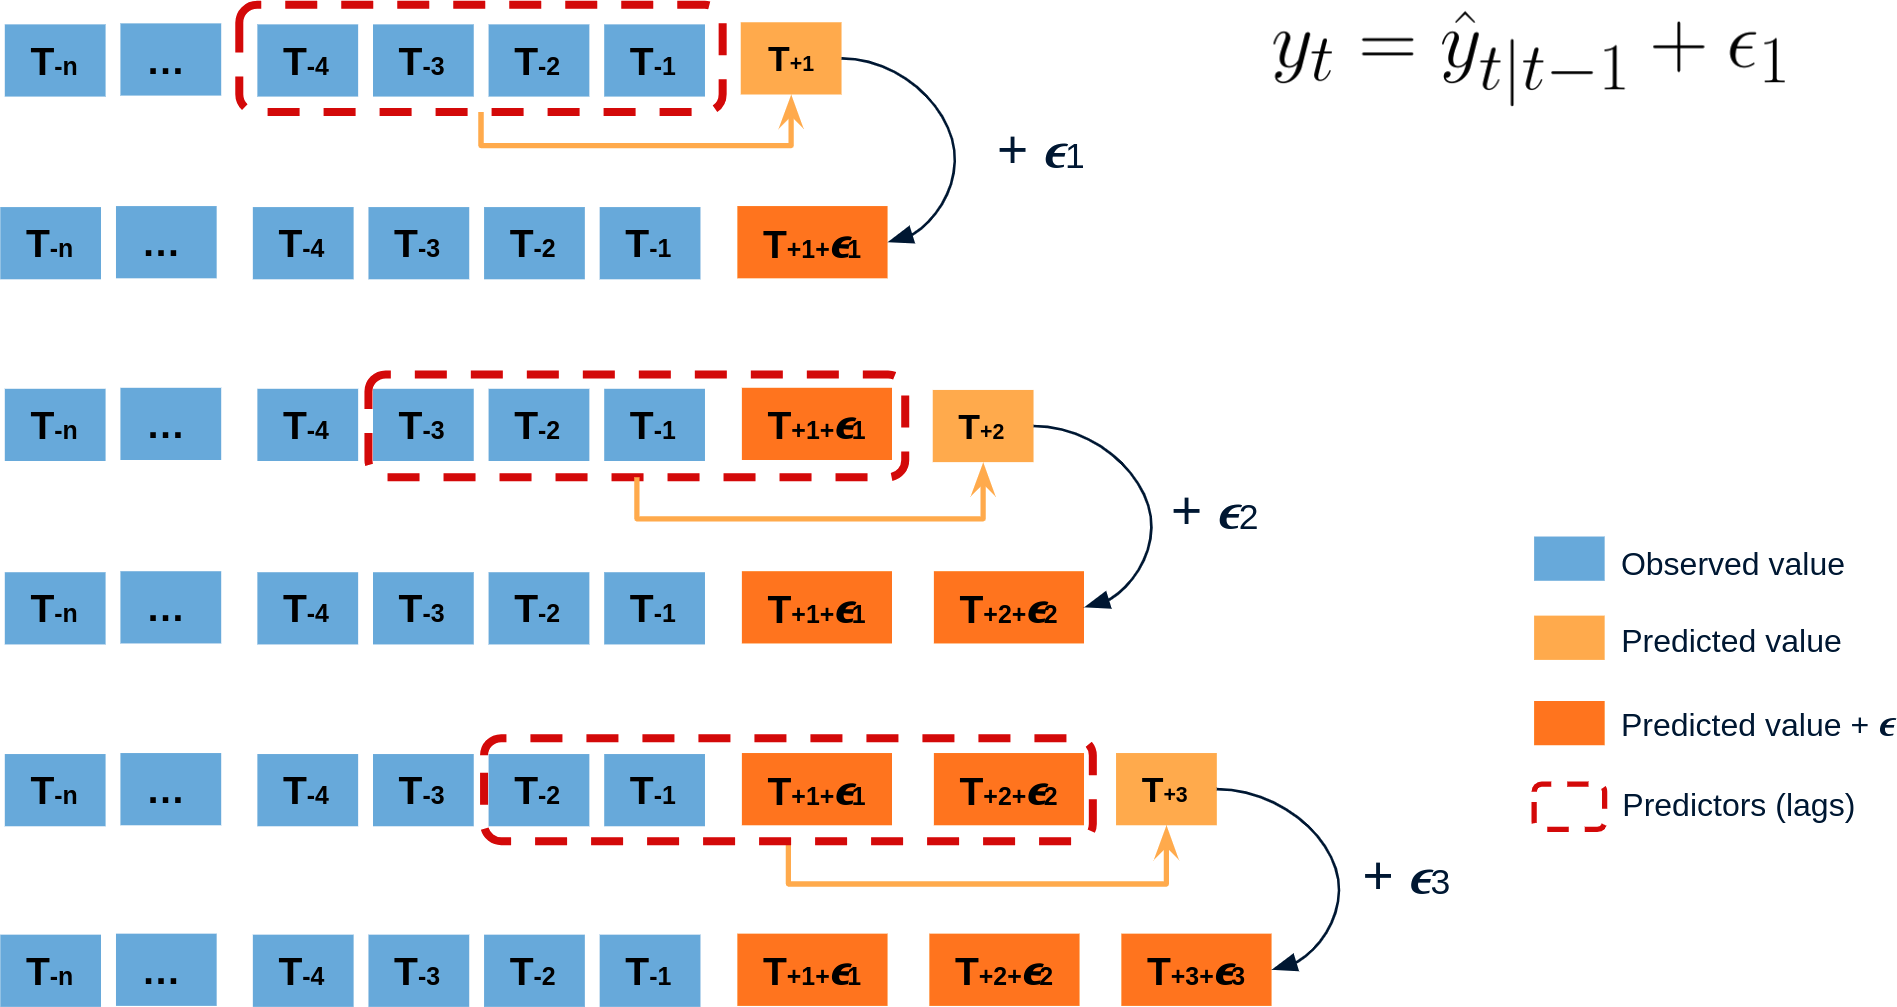 T-n ... T-4 T-3 T-2 T-1 T+1
y_t = ŷ_{t|t−1} + ϵ_1
+ ϵ1
T-n ... T-4 T-3 T-2 T-1 T+1+ϵ1
T-n ... T-4 T-3 T-2 T-1 T+1+ϵ1 T+2
+ ϵ2
T-n ... T-4 T-3 T-2 T-1 T+1+ϵ1 T+2+ϵ2
Observed value
Predicted value
Predicted value + ϵ
Predictors (lags)
T-n ... T-4 T-3 T-2 T-1 T+1+ϵ1 T+2+ϵ2 T+3
+ ϵ3
T-n ... T-4 T-3 T-2 T-1 T+1+ϵ1 T+2+ϵ2 T+3+ϵ3